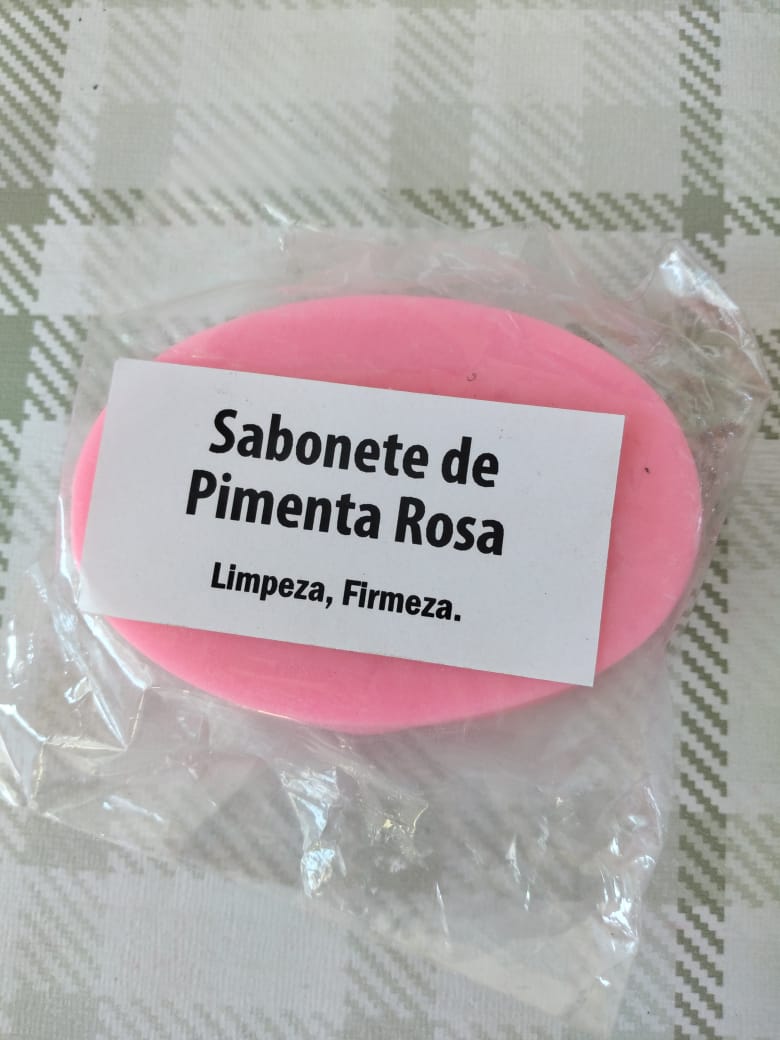 Sabonete de
Pimenta Rosa
Limpeza, Firmeza.